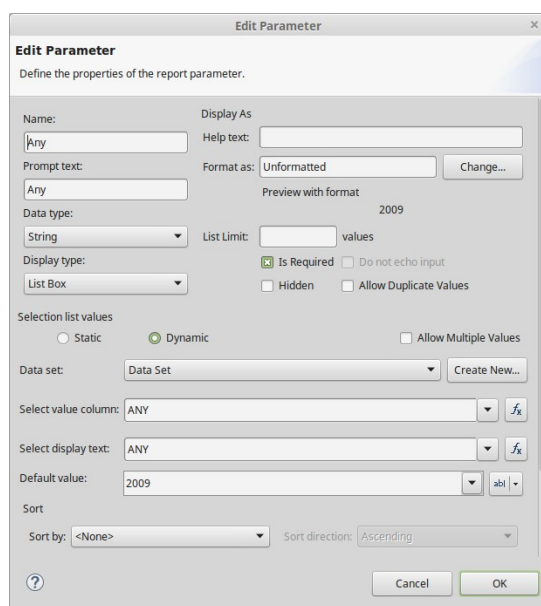 Edit Parameter
Edit Parameter
Define the properties of the report parameter.
Name:
Any
Prompt text:
Any
Data type:
String
Display type:
List Box
Display As
Help text:
Format as: Unformatted Change...
Preview with format
2009
List Limit: values
Is Required Do not echo input
Hidden Allow Duplicate Values
Selection list values
Static Dynamic Allow Multiple Values
Data set: Data Set Create New...
Select value column: ANY fx
Select display text: ANY fx
Default value: 2009 ab|
Sort
Sort by: <None> Sort direction: Ascending
? Cancel OK